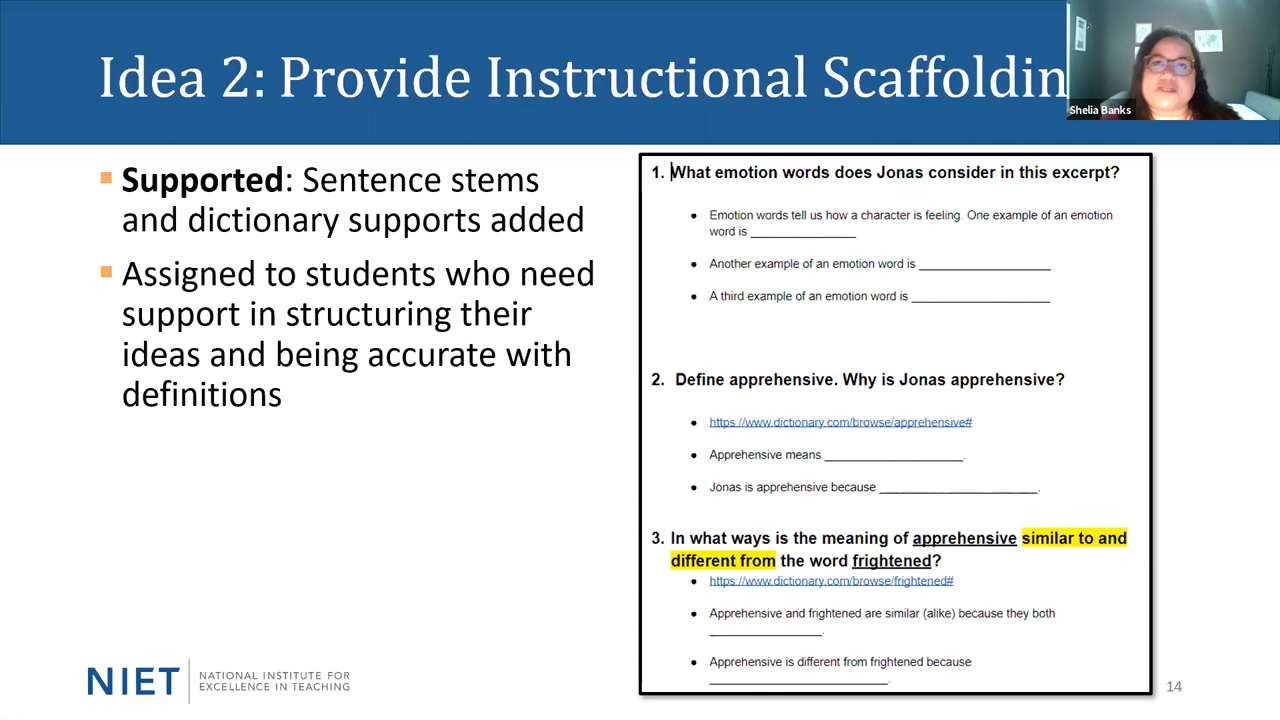 Idea 2: Provide Instructional Scaffoldin
Shelia Banks
Supported: Sentence stems
and dictionary supports added
Assigned to students who need
support in structuring their
ideas and being accurate with
definitions
1. What emotion words does Jonas consider in this excerpt?
Emotion words tell us how a character is feeling. One example of an emotion
word is ________________
Another example of an emotion word is ____________________
A third example of an emotion word is _____________________
2. Define apprehensive. Why is Jonas apprehensive?
https://www.dictionary.com/browse/apprehensive#
Apprehensive means _____________________.
Jonas is apprehensive because ________________________.
3. In what ways is the meaning of apprehensive similar to and
different from the word frightened?
https://www.dictionary.com/browse/frightened#
Apprehensive and frightened are similar (alike) because they both
_________________.
Apprehensive is different from frightened because
___________________________.
NIET
NATIONAL INSTITUTE FOR
EXCELLENCE IN TEACHING
14